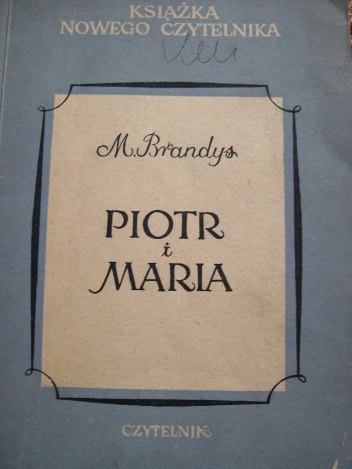 KSIĄŻKA
NOWEGO CZYTELNIKA
M. Brandys
PIOTR
i
MARIA
CZYTELNIK